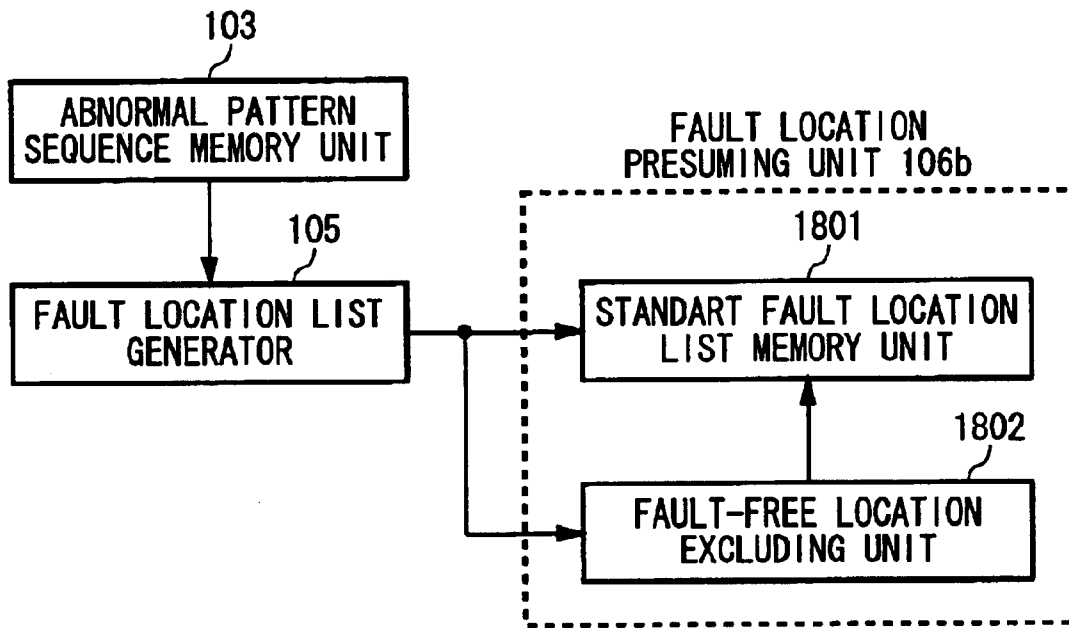 103
ABNORMAL PATTERN
SEQUENCE MEMORY UNIT
FAULT LOCATION
PRESUMING UNIT 106b
105
FAULT LOCATION LIST
GENERATOR
1801
STANDART FAULT LOCATION
LIST MEMORY UNIT
1802
FAULT-FREE LOCATION
EXCLUDING UNIT